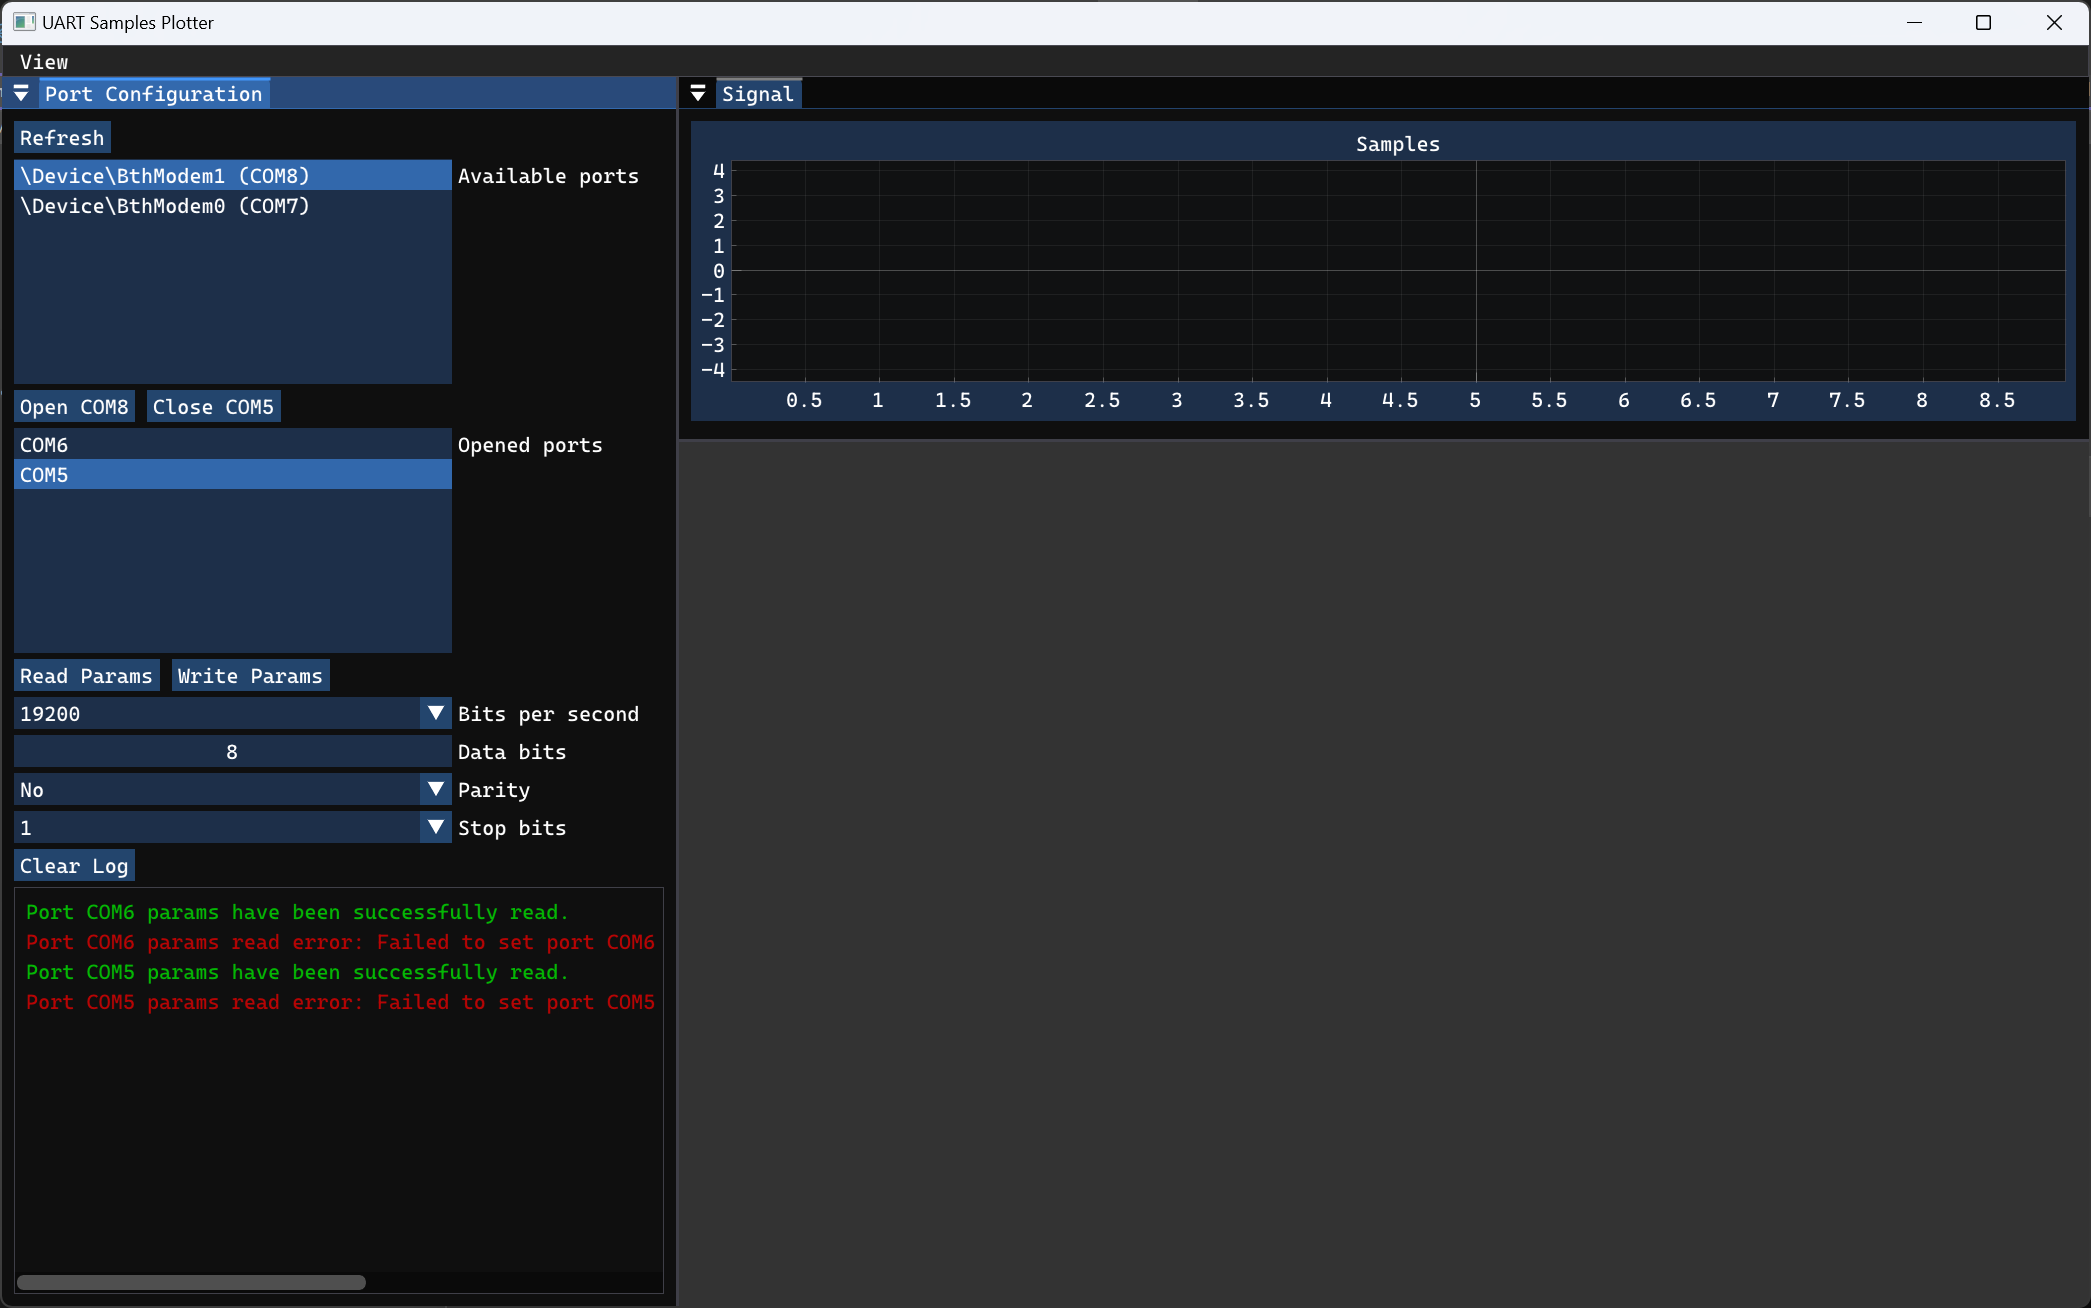 UART Samples Plotter
View
Port Configuration
Refresh
\Device\BthModem1 (COM8)
Available ports
\Device\BthModem0 (COM7)
Open COM8 Close COM5
COM6
Opened ports
COM5
Read Params Write Params
19200 Bits per second
8 Data bits
No Parity
1 Stop bits
Clear Log
Port COM6 params have been successfully read.
Port COM6 params read error: Failed to set port COM6
Port COM5 params have been successfully read.
Port COM5 params read error: Failed to set port COM5
Signal
Samples
4
3
2
1
0
-1
-2
-3
-4
0.5 1 1.5 2 2.5 3 3.5 4 4.5 5 5.5 6 6.5 7 7.5 8 8.5